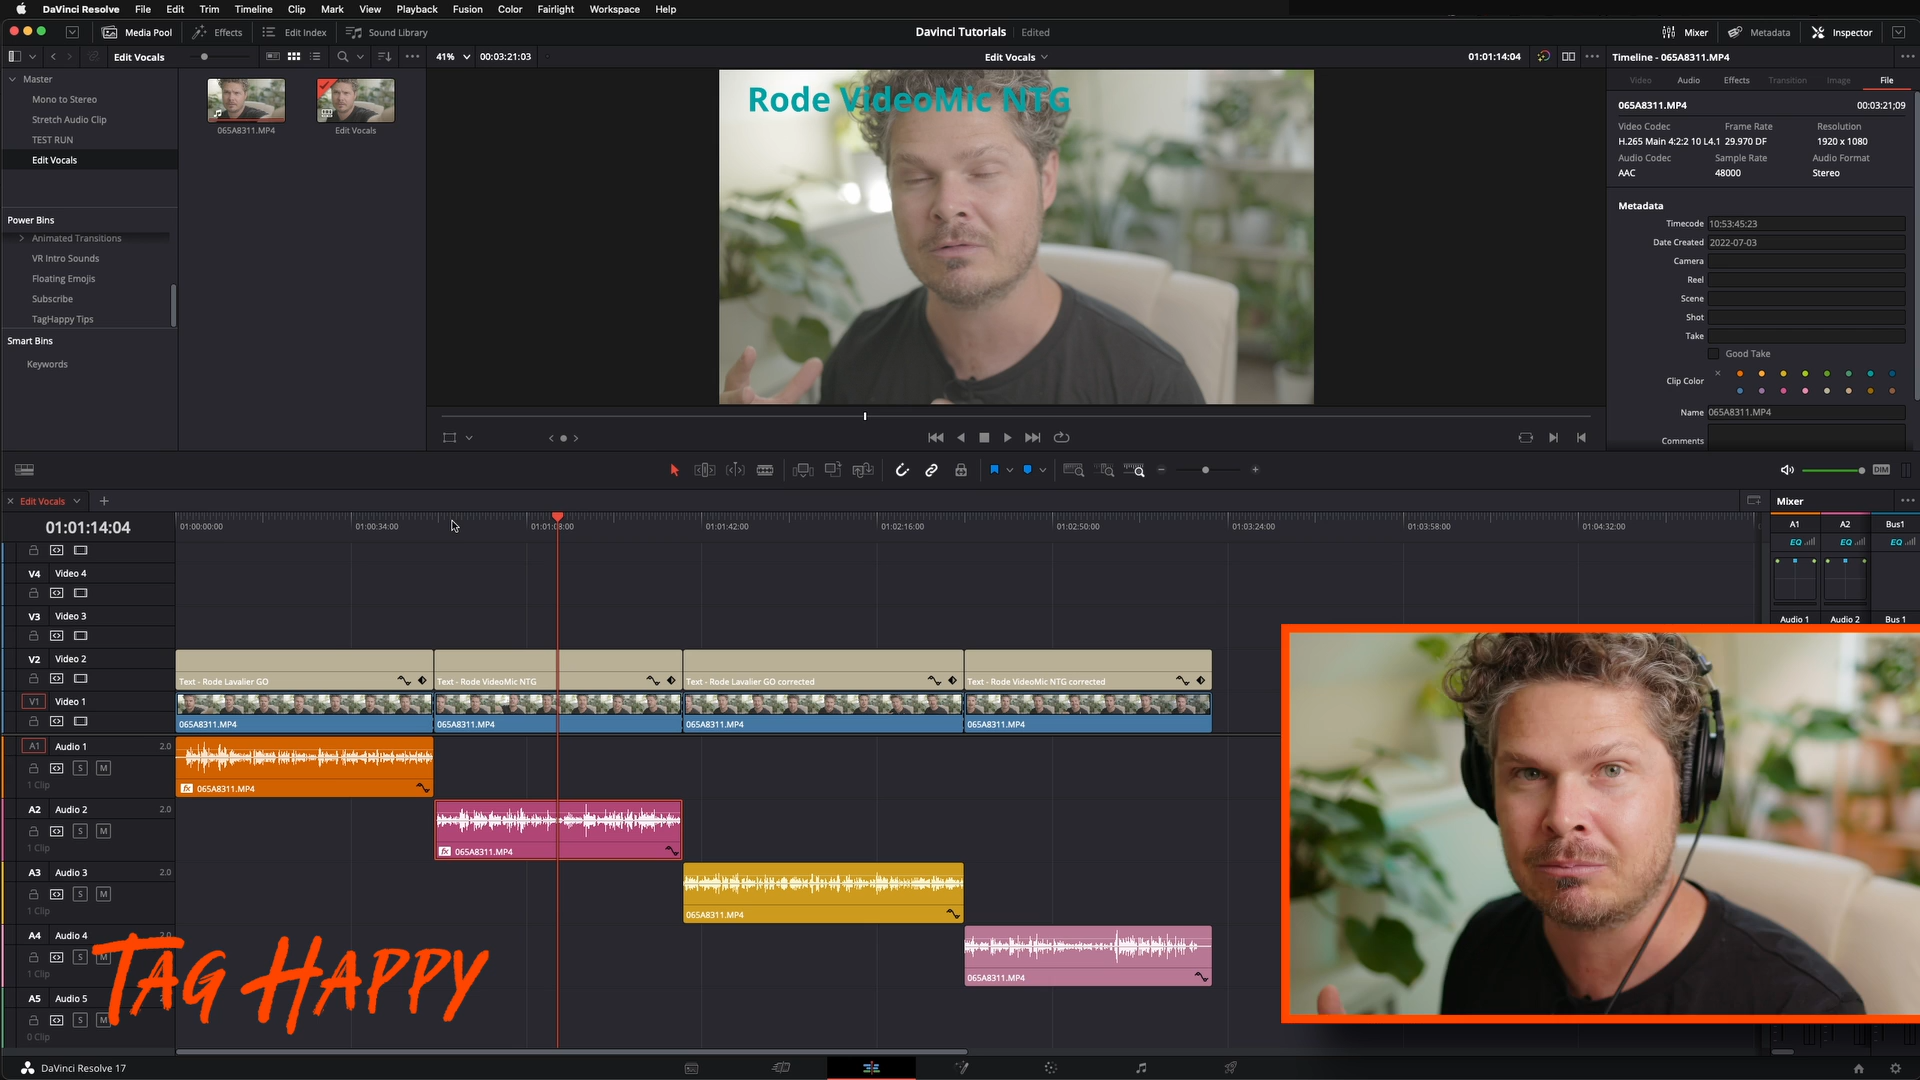 DaVinci Resolve File Edit Trim Timeline Clip Mark View Playback Fusion Color Fairlight Workspace Help
Media Pool Effects Edit Index Sound Library
Davinci Tutorials Edited
Mixer Metadata Inspector
Edit Vocals
41% 00:03:21:03
Edit Vocals
01:01:14:04
Timeline - 065A8311.MP4
Master
Mono to Stereo
Stretch Audio Clip
TEST RUN
Edit Vocals
Power Bins
Animated Transitions
VR Intro Sounds
Floating Emojis
Subscribe
TagHappy Tips
Smart Bins
Keywords
065A8311.MP4
Edit Vocals
Rode VideoMic NTG
Video Audio Effects Transition Image File
065A8311.MP4 00:03:21;09
Video Codec Frame Rate Resolution
H.265 Main 4:2:2 10 L4.1 29.970 DF 1920 x 1080
Audio Codec Sample Rate Audio Format
AAC 48000 Stereo
Metadata
Timecode 10:53:45:23
Date Created 2022-07-03
Camera
Reel
Scene
Shot
Take
Good Take
Clip Color
Name 065A8311.MP4
Comments
DIM
Edit Vocals
01:01:14:04
01:00:00:00 01:00:34:00 01:01:08:00 01:01:42:00 01:02:16:00 01:02:50:00 01:03:24:00 01:03:58:00 01:04:32:00
Mixer
A1 A2 Bus1
EQ EQ EQ
Audio 1 Audio 2 Bus 1
V4 Video 4
V3 Video 3
V2 Video 2
Text - Rode Lavalier GO
Text - Rode VideoMic NTG
Text - Rode Lavalier GO corrected
Text - Rode VideoMic NTG corrected
V1 Video 1
065A8311.MP4
065A8311.MP4
065A8311.MP4
065A8311.MP4
A1 Audio 1 2.0
S M
1 Clip
fx 065A8311.MP4
A2 Audio 2 2.0
S M
1 Clip
fx 065A8311.MP4
A3 Audio 3 2.0
S M
1 Clip
065A8311.MP4
A4 Audio 4 2.0
S M
1 Clip
065A8311.MP4
A5 Audio 5
S M
0 Clip
TAG HAPPY
DaVinci Resolve 17